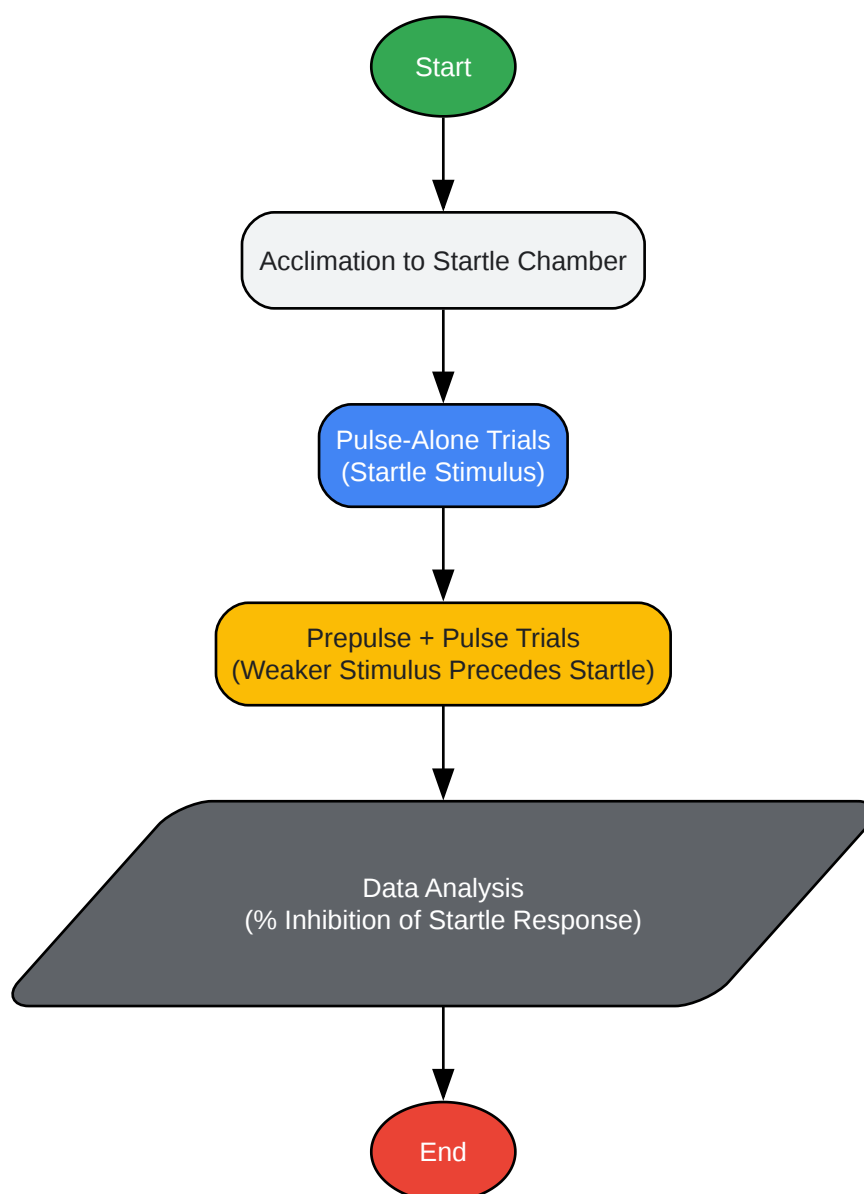 Start
Acclimation to Startle Chamber
Pulse-Alone Trials
(Startle Stimulus)
Prepulse + Pulse Trials
(Weaker Stimulus Precedes Startle)
Data Analysis
(% Inhibition of Startle Response)
End